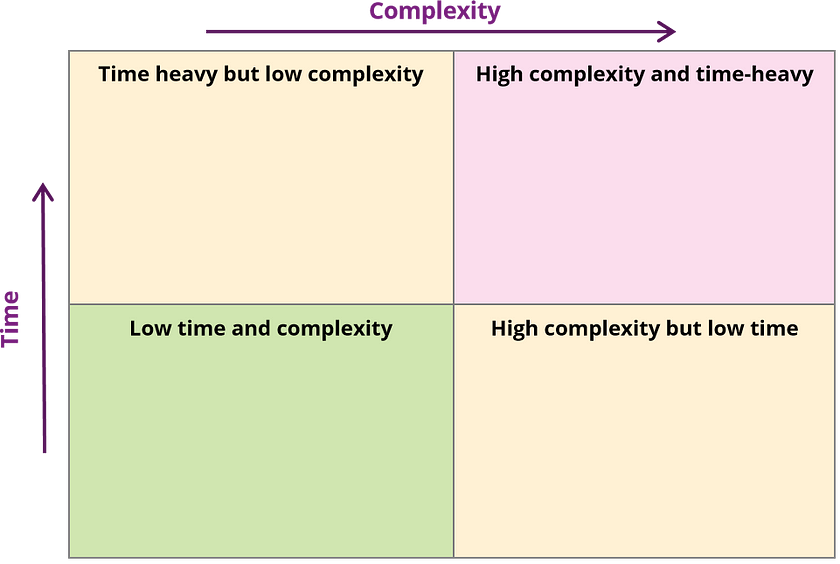 Complexity
Time heavy but low complexity
High complexity and time-heavy
Time
Low time and complexity
High complexity but low time